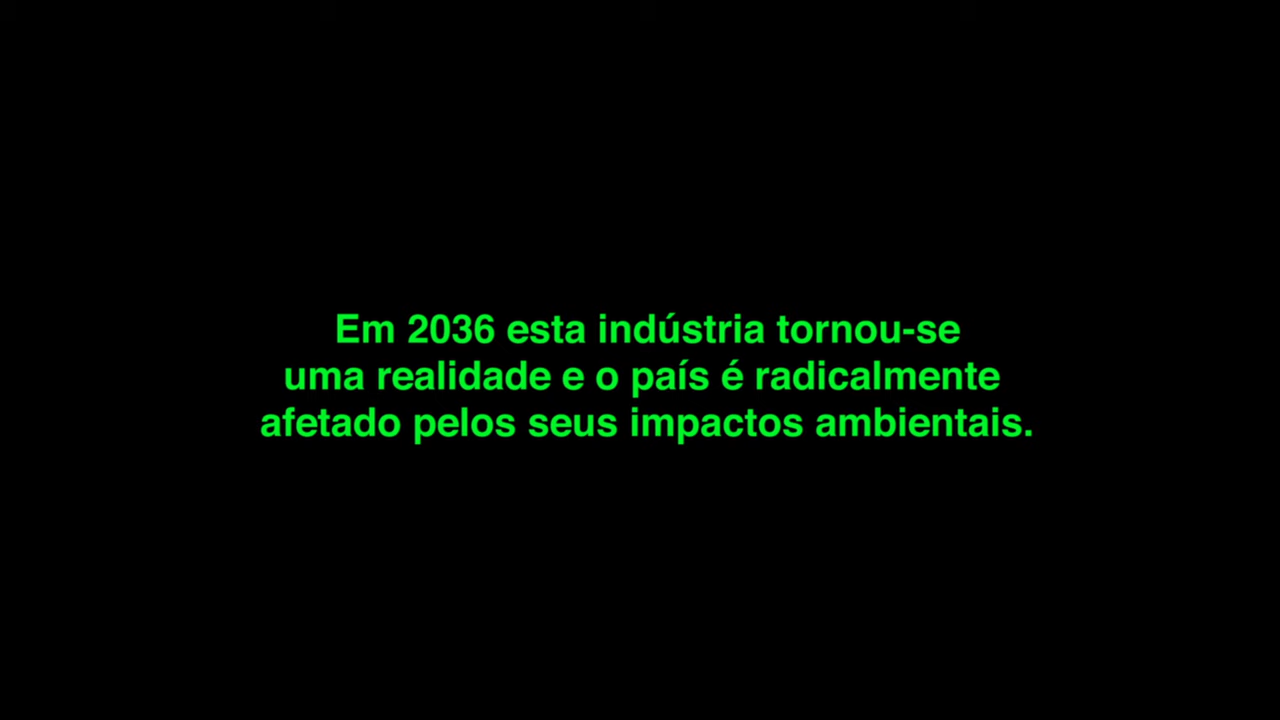 Em 2036 esta indústria tornou-se
uma realidade e o país é radicalmente
afetado pelos seus impactos ambientais.